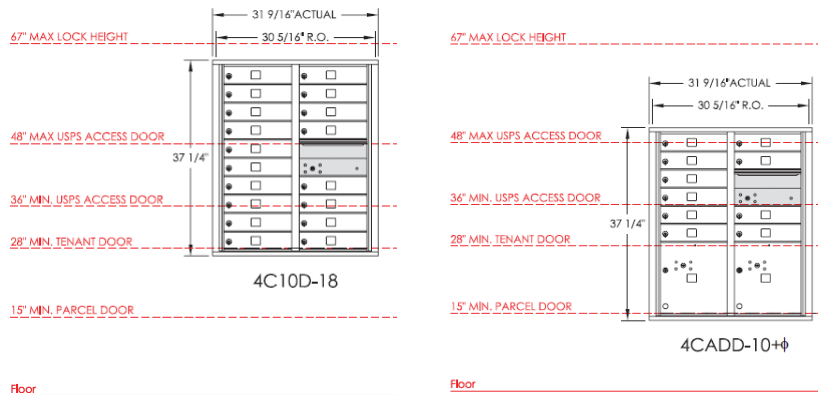 31 9/16"ACTUAL
67" MAX LOCK HEIGHT
30 5/16" R.O.
48" MAX USPS ACCESS DOOR
37 1/4"
36" MIN. USPS ACCESS DOOR
28" MIN. TENANT DOOR
4C10D-18
15" MIN. PARCEL DOOR
Floor
67" MAX LOCK HEIGHT
31 9/16"ACTUAL
30 5/16" R.O.
48" MAX USPS ACCESS DOOR
36" MIN. USPS ACCESS DOOR
37 1/4"
28" MIN. TENANT DOOR
15" MIN. PARCEL DOOR
4CADD-10+ϕ
Floor